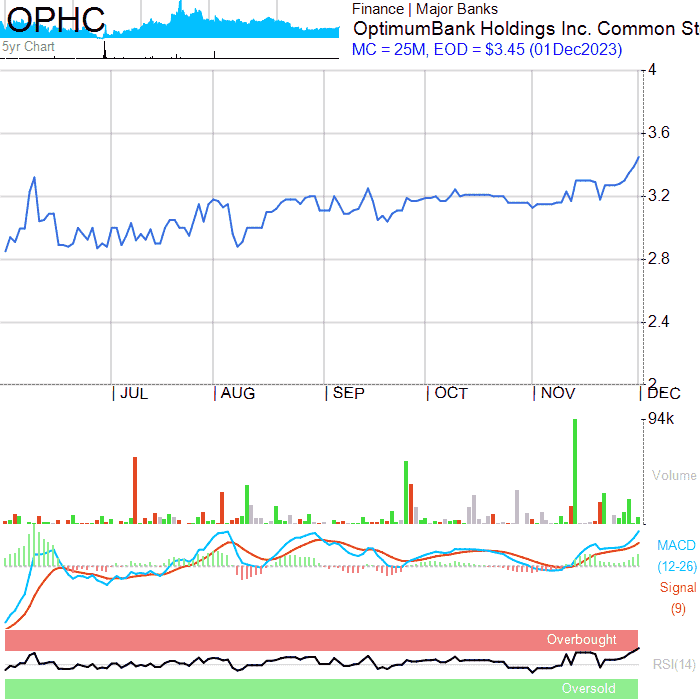 OPHC
5yr Chart
Finance | Major Banks
OptimumBank Holdings Inc. Common St
MC = 25M, EOD = $3.45 (01Dec2023)
4
3.6
3.2
2.8
2.4
2
JUL AUG SEP OCT NOV DEC
94k
Volume
MACD
(12-26)
Signal
(9)
Overbought
RSI(14)
Oversold